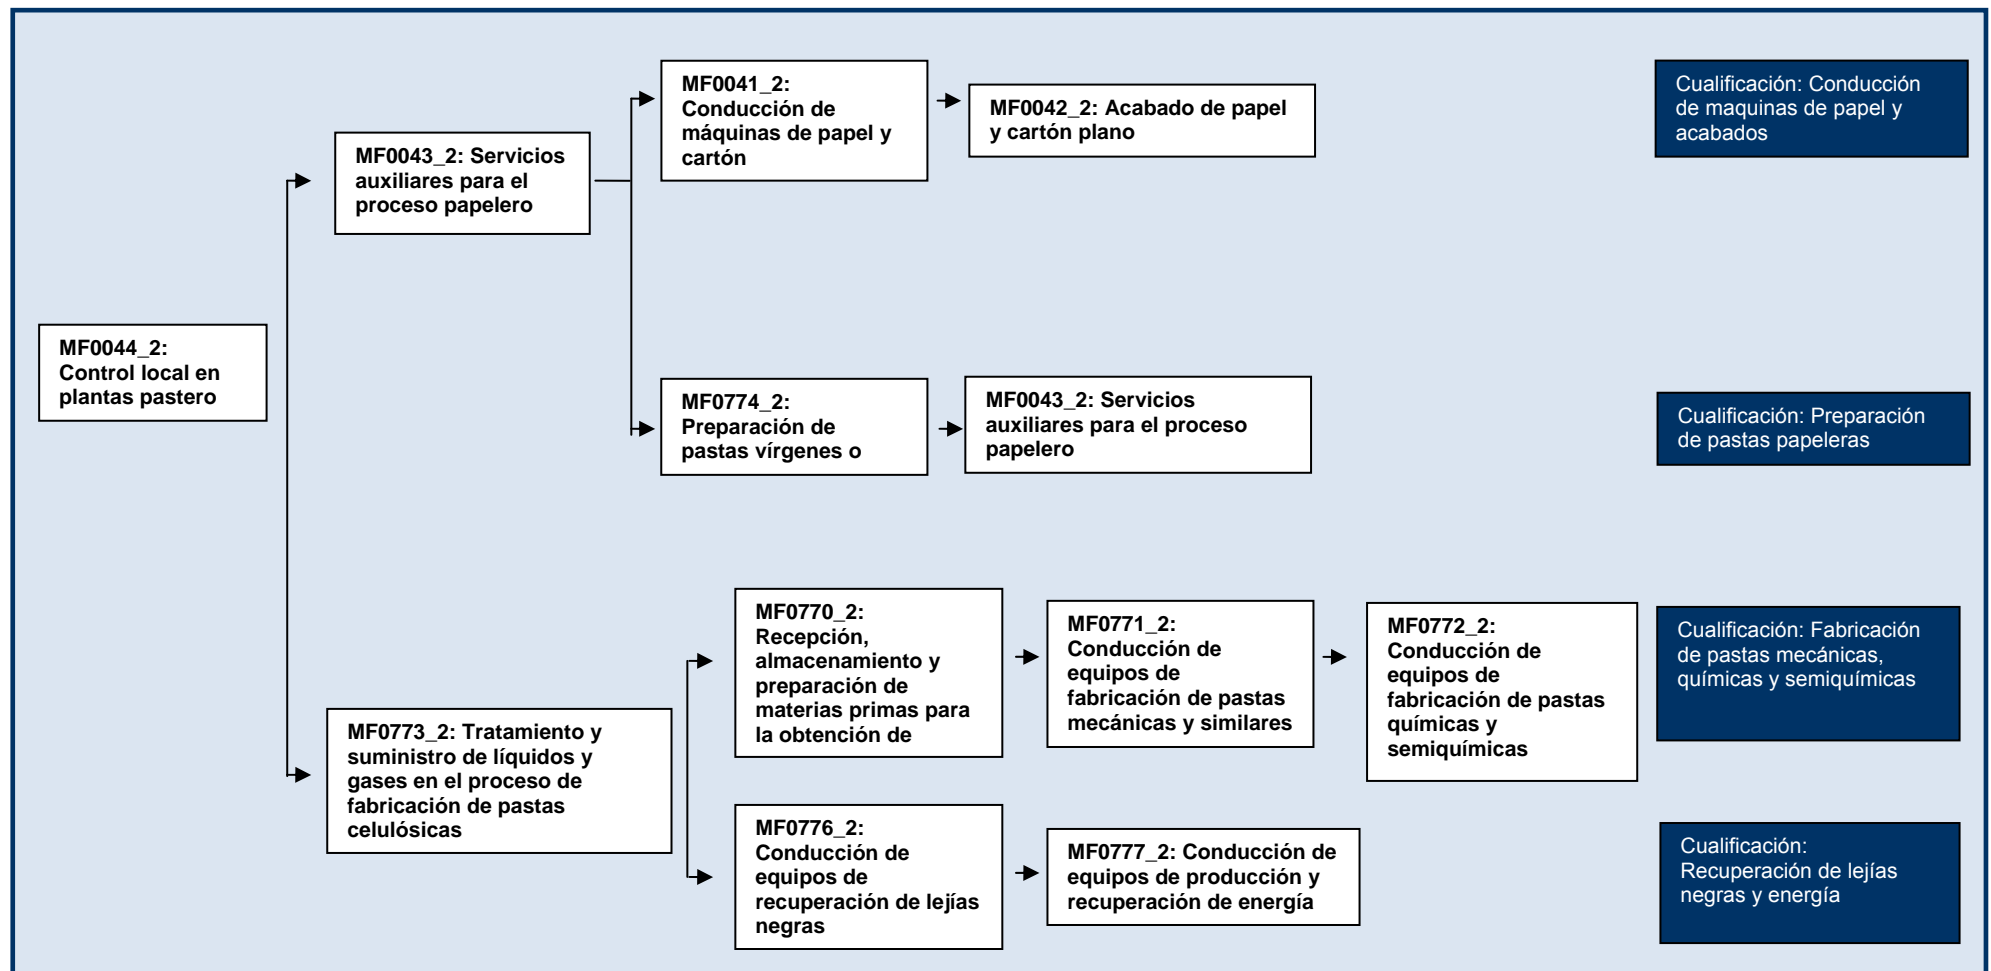 MF0041_2:
Conducción de
máquinas de papel y
cartón
MF0042_2: Acabado de papel
y cartón plano
Cualificación: Conducción
de maquinas de papel y
acabados
MF0043_2: Servicios
auxiliares para el
proceso papelero
MF0044_2:
Control local en
plantas pastero
MF0774_2:
Preparación de
pastas vírgenes o
MF0043_2: Servicios
auxiliares para el proceso
papelero
Cualificación: Preparación
de pastas papeleras
MF0770_2:
Recepción,
almacenamiento y
preparación de
materias primas para
la obtención de
MF0771_2:
Conducción de
equipos de
fabricación de pastas
mecánicas y similares
MF0772_2:
Conducción de
equipos de
fabricación de pastas
químicas y
semiquímicas
Cualificación: Fabricación
de pastas mecánicas,
químicas y semiquímicas
MF0773_2: Tratamiento y
suministro de líquidos y
gases en el proceso de
fabricación de pastas
celulósicas
MF0776_2:
Conducción de
equipos de
recuperación de lejías
negras
MF0777_2: Conducción de
equipos de producción y
recuperación de energía
Cualificación:
Recuperación de lejías
negras y energía